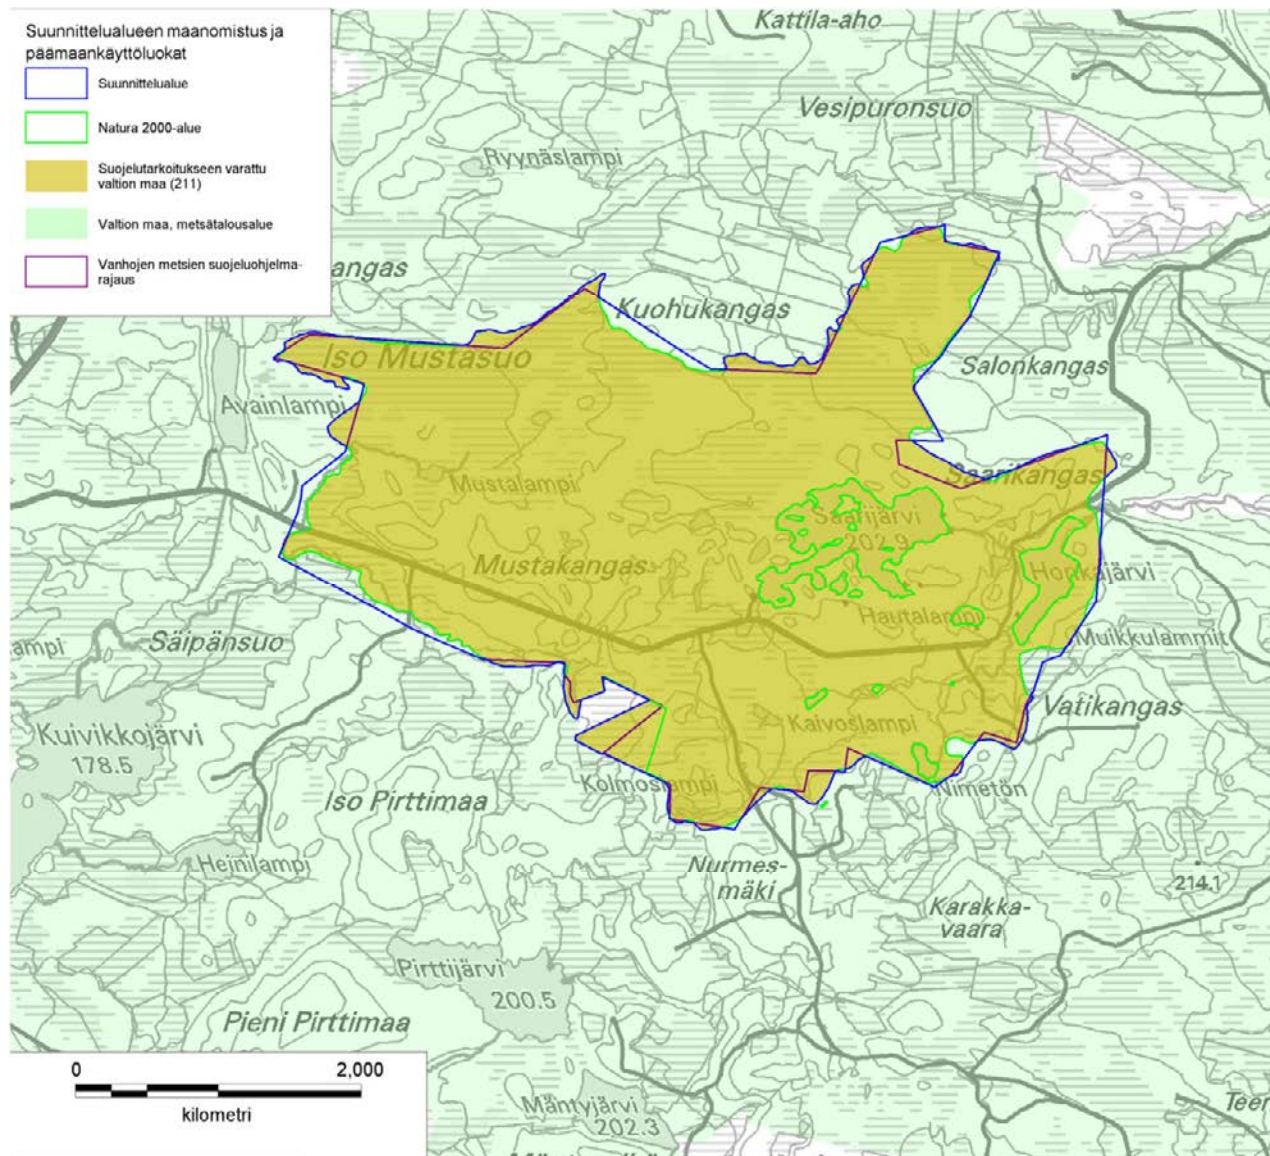 Suunnittelualueen maanomistus ja
päämaankäyttöluokat
Suunnittelualue
Natura 2000-alue
Suojelutarkoitukseen varattu
valtion maa (211)
Valtion maa, metsätalousalue
Vanhojen metsien suojeluohjelma-
rajaus
Kattila-aho
Vesipuronsuo
Ryynäslampi
angas
Kuohukangas
Iso Mustasuo
Salonkangas
Avainlampi
Saarikangas
Mustalampi
Saarijärvi
202.9
Mustakangas
Honkajärvi
Hautalampi
Säipänsuo
Muikkulammit
ampi
Vatikangas
Kaivoslampi
Kuivikkojärvi
178.5
Kolmoslampi
Nimetön
Iso Pirttimaa
Heinilampi
Nurmes-
mäki
214.1
Karakka-
vaara
Pirttijärvi
200.5
Pieni Pirttimaa
0 2,000
kilometri
Mäntyjärvi
202.3
Teer